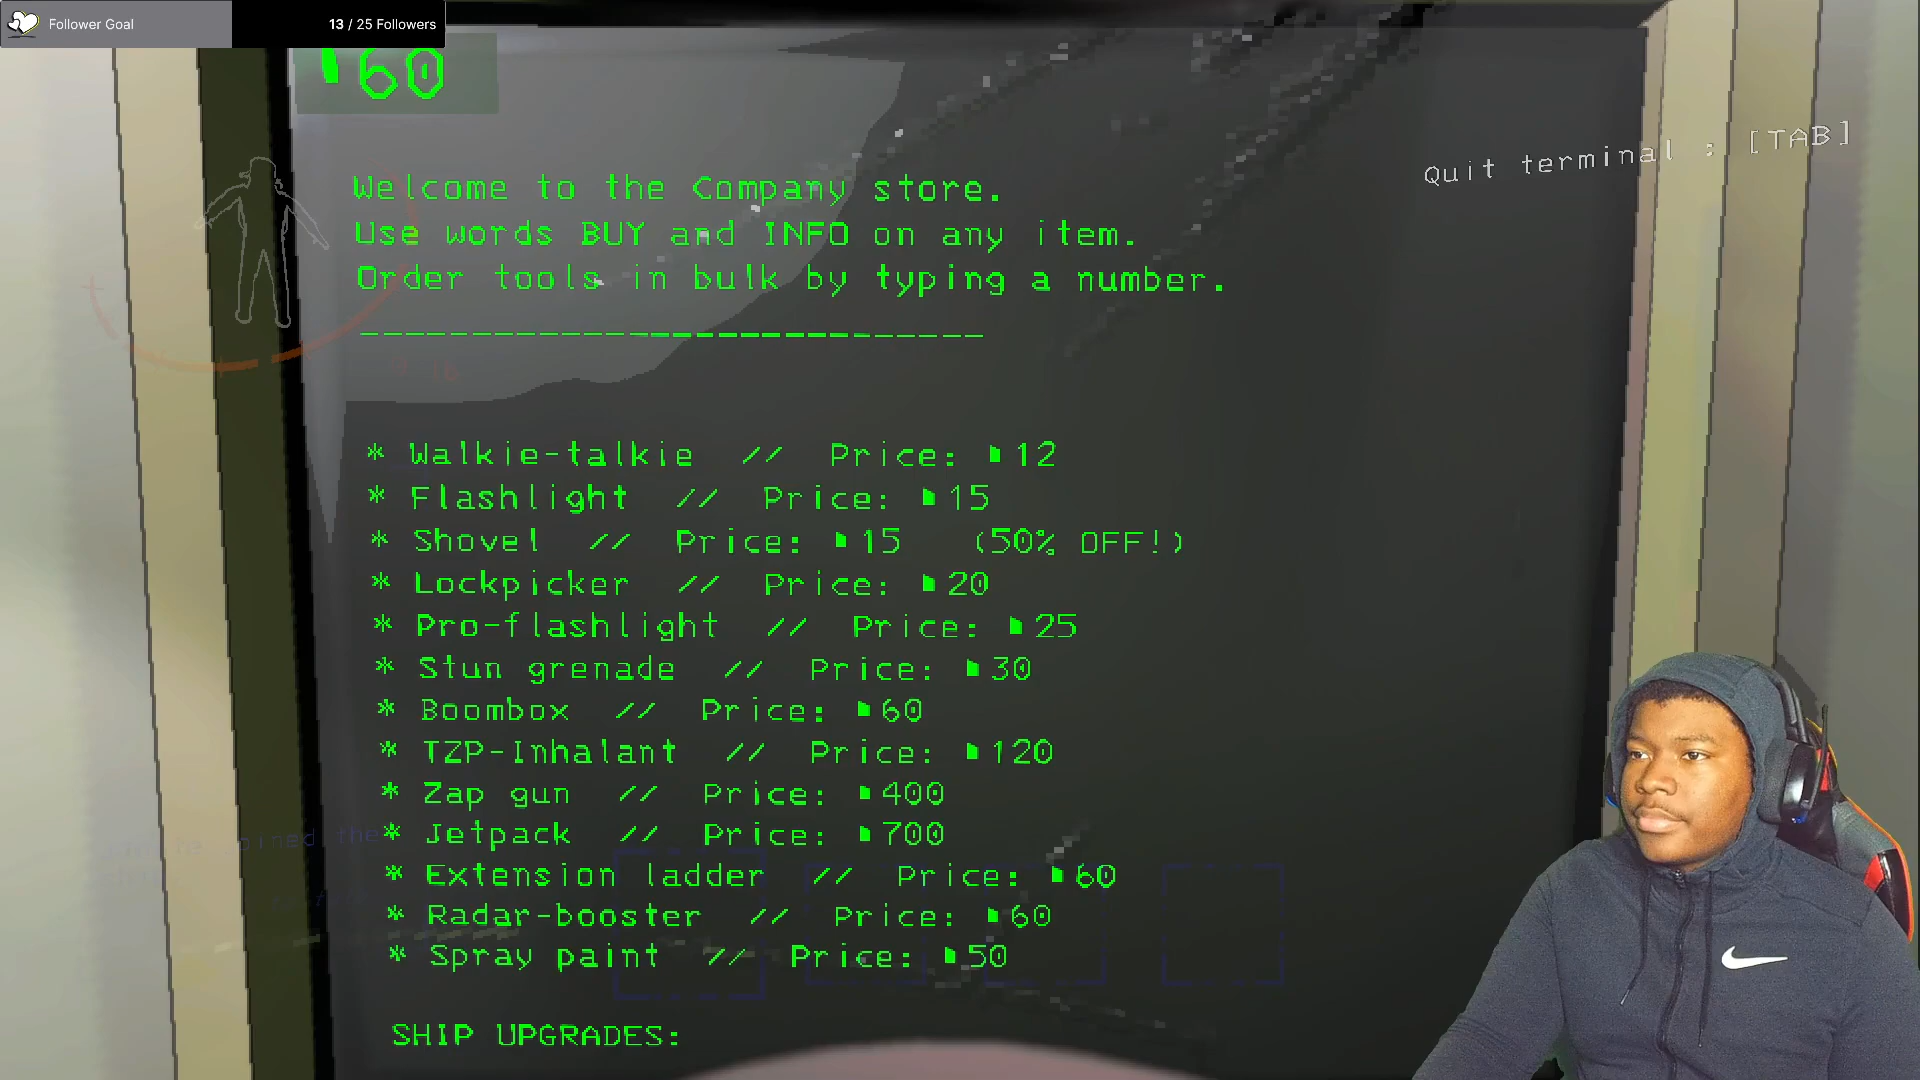 Follower Goal
13 / 25 Followers
60
Quit terminal : [TAB]
Welcome to the Company store.
Use words BUY and INFO on any item.
Order tools in bulk by typing a number.
----------------------------
* Walkie-talkie // Price: ▮12
* Flashlight // Price: ▮15
* Shovel // Price: ▮15 (50% OFF!)
* Lockpicker // Price: ▮20
* Pro-flashlight // Price: ▮25
* Stun grenade // Price: ▮30
* Boombox // Price: ▮60
* TZP-Inhalant // Price: ▮120
* Zap gun // Price: ▮400
* Jetpack // Price: ▮700
* Extension ladder // Price: ▮60
* Radar-booster // Price: ▮60
* Spray paint // Price: ▮50
SHIP UPGRADES: